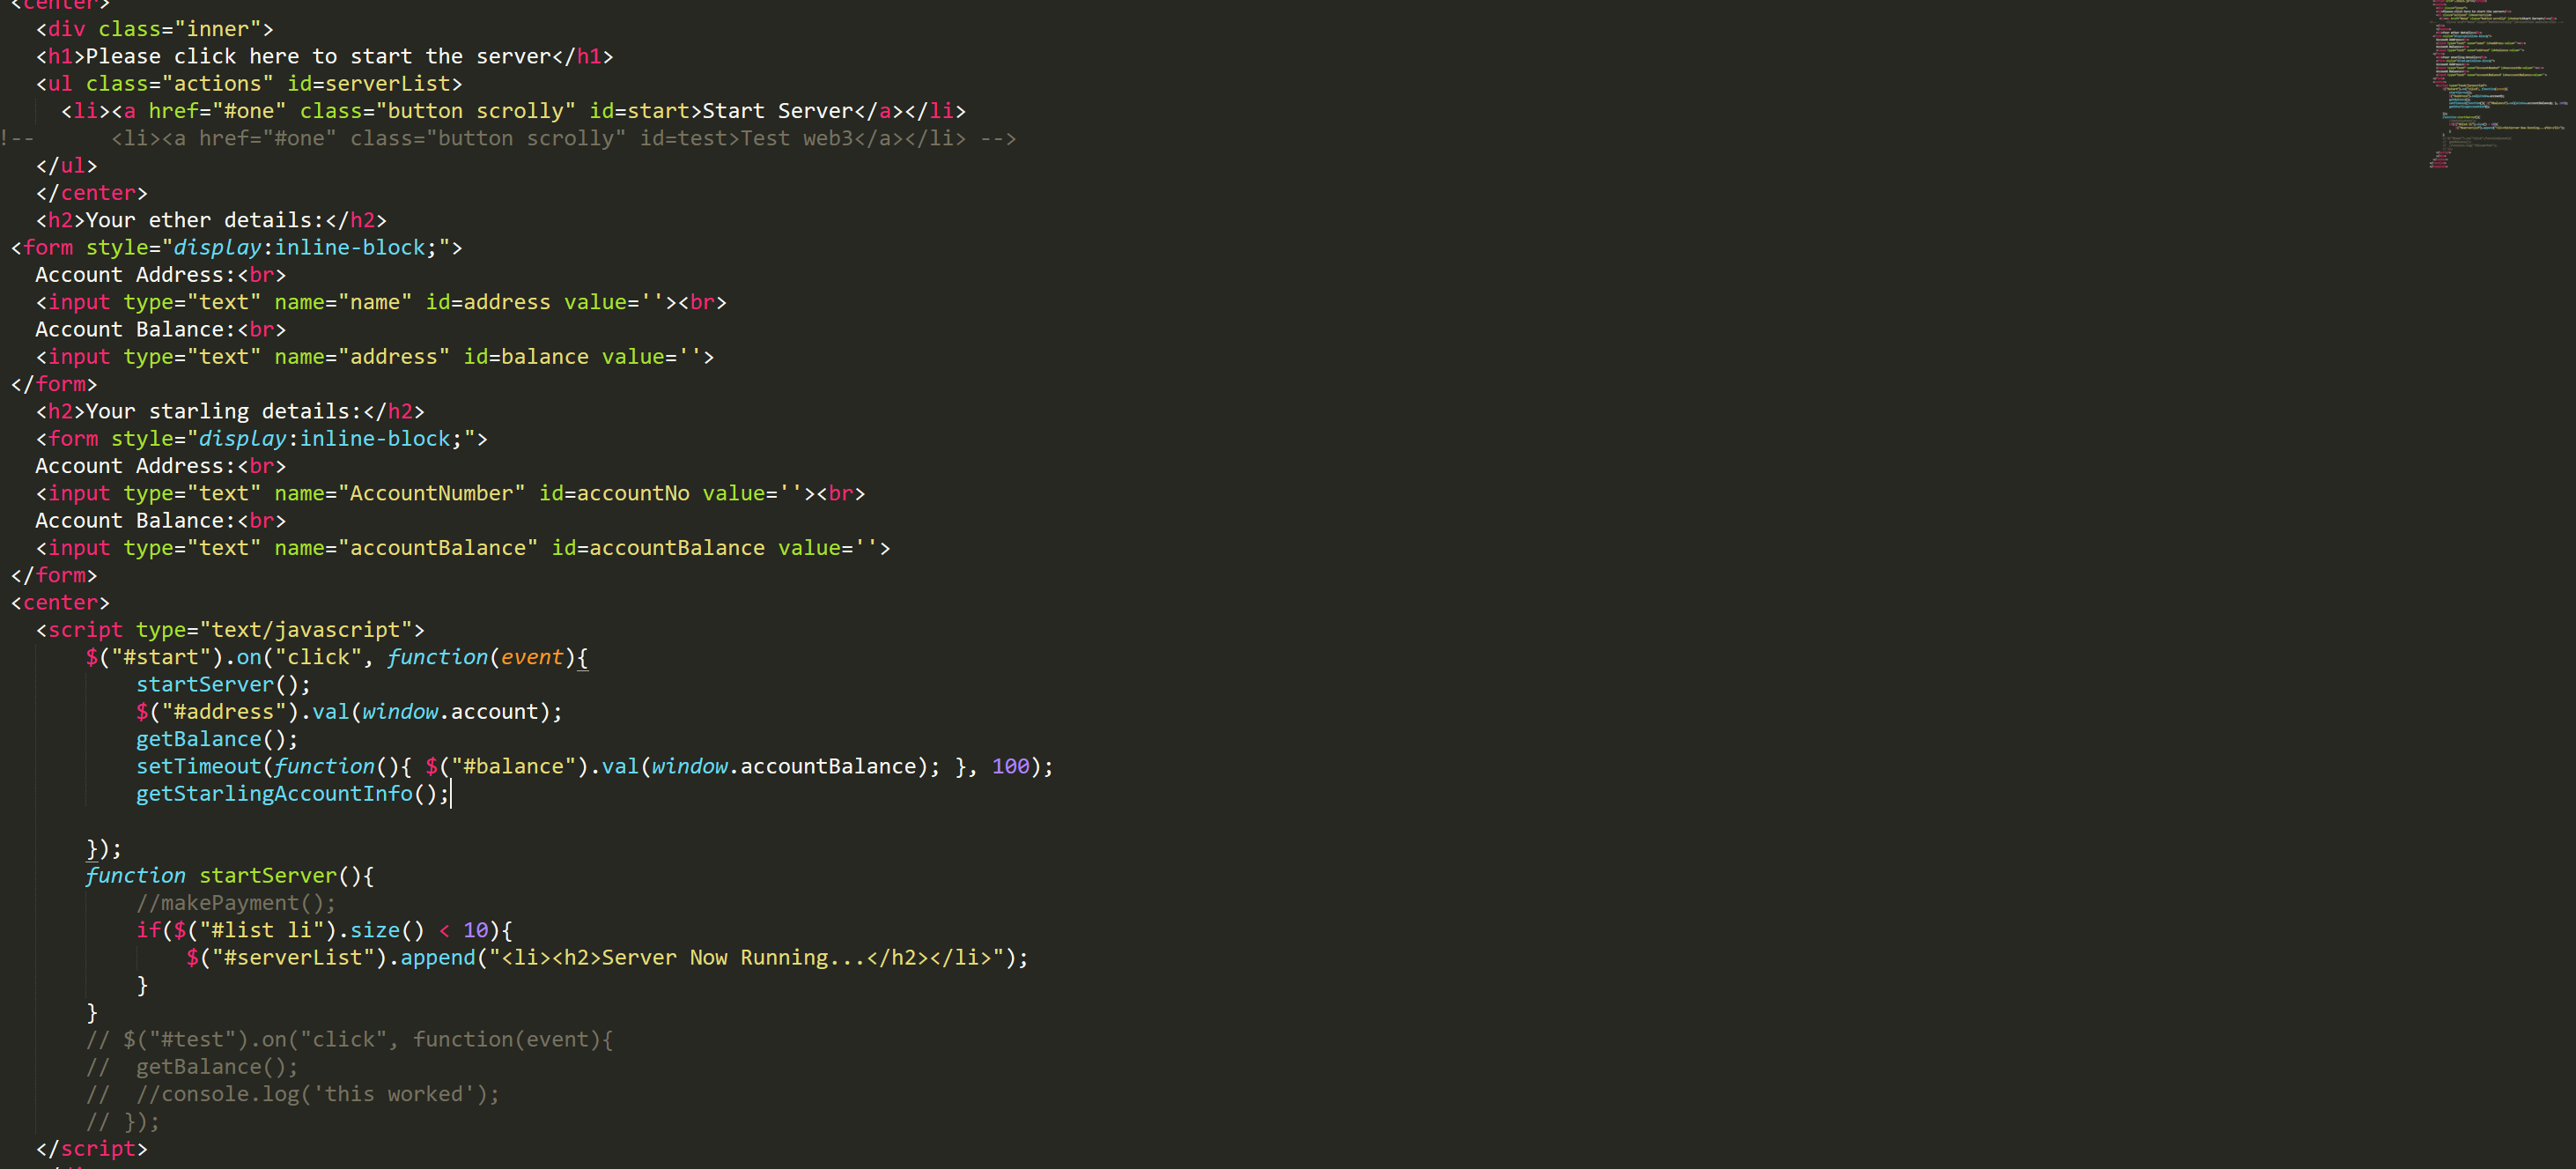 <center>
<div class="inner">
<h1>Please click here to start the server</h1>
<ul class="actions" id=serverList>
<li><a href="#one" class="button scrolly" id=start>Start Server</a></li>
!-- <li><a href="#one" class="button scrolly" id=test>Test web3</a></li> -->
</ul>
</center>
<h2>Your ether details:</h2>
<form style="display:inline-block;">
Account Address:<br>
<input type="text" name="name" id=address value=''><br>
Account Balance:<br>
<input type="text" name="address" id=balance value=''>
</form>
<h2>Your starling details:</h2>
<form style="display:inline-block;">
Account Address:<br>
<input type="text" name="AccountNumber" id=accountNo value=''><br>
Account Balance:<br>
<input type="text" name="accountBalance" id=accountBalance value=''>
</form>
<center>
<script type="text/javascript">
$("#start").on("click", function(event){
startServer();
$("#address").val(window.account);
getBalance();
setTimeout(function(){ $("#balance").val(window.accountBalance); }, 100);
getStarlingAccountInfo();
});
function startServer(){
//makePayment();
if($("#list li").size() < 10){
$("#serverList").append("<li><h2>Server Now Running...</h2></li>");
}
}
// $("#test").on("click", function(event){
// getBalance();
// //console.log('this worked');
// });
</script>